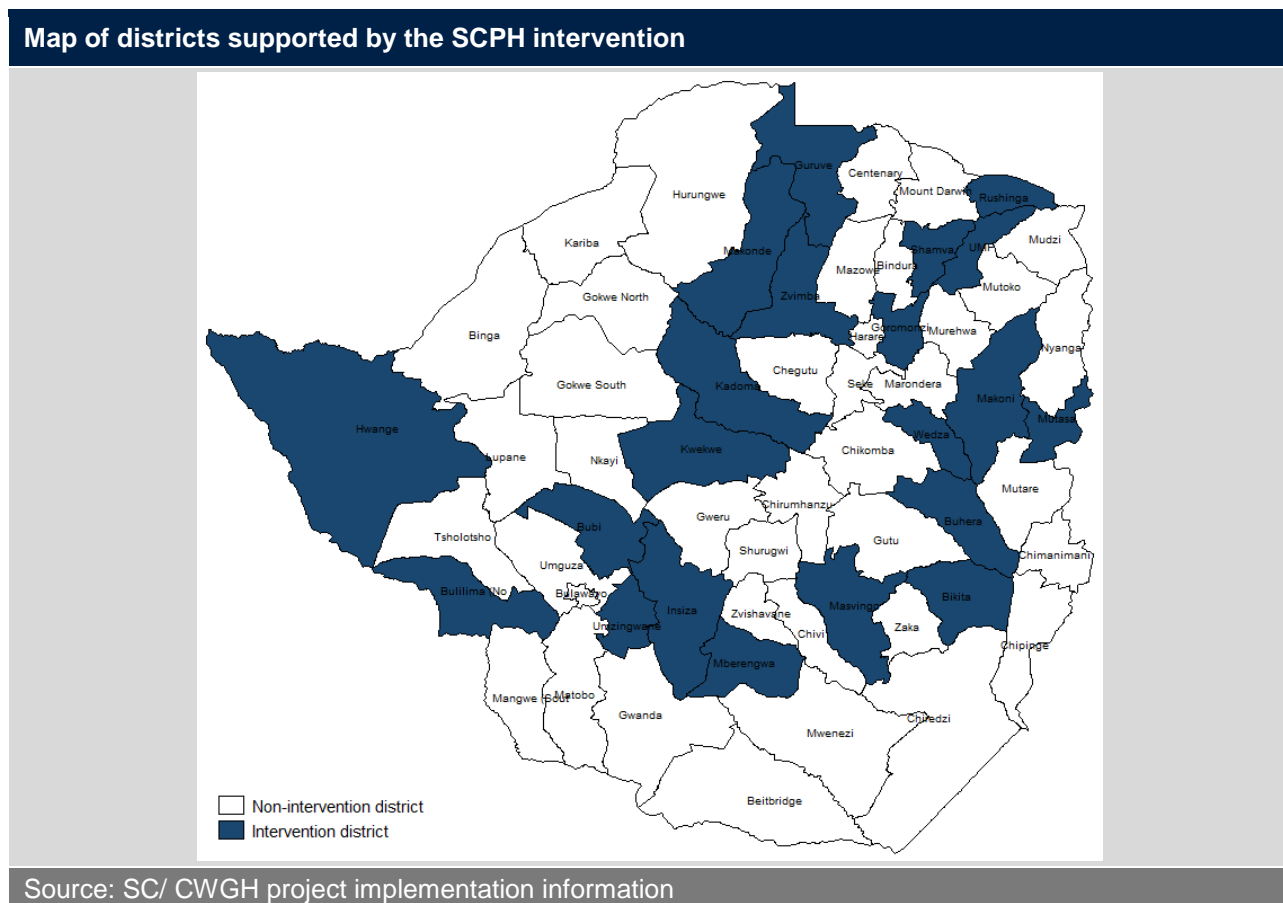 Map of districts supported by the SCPH intervention
Guruve
Centenary
Mount Darwin
Rushinga
Hurungwe
Kariba
Makonde
Shamva
UMP
Mudzi
Mazowe
Bindura
Mutoko
Gokwe North
Zvimba
Binga
Harare
Goromonzi
Murehwa
Nyanga
Gokwe South
Chegutu
Seke
Marondera
Kadoma
Makoni
Mutasa
Hwange
Wedza
Lupane
Nkayi
Kwekwe
Chikomba
Mutare
Chirumhanzu
Gweru
Buhera
Bubi
Tsholotsho
Shurugwi
Gutu
Chimanimani
Umguza
Bulilima (No
Bulawayo
Insiza
Zvishavane
Masvingo
Bikita
Umzingwane
Chivi
Zaka
Chipinge
Mberengwa
Mangwe (Sout
Matobo
Gwanda
Chiredzi
Mwenezi
Beitbridge
Non-intervention district
Intervention district
Source: SC/ CWGH project implementation information